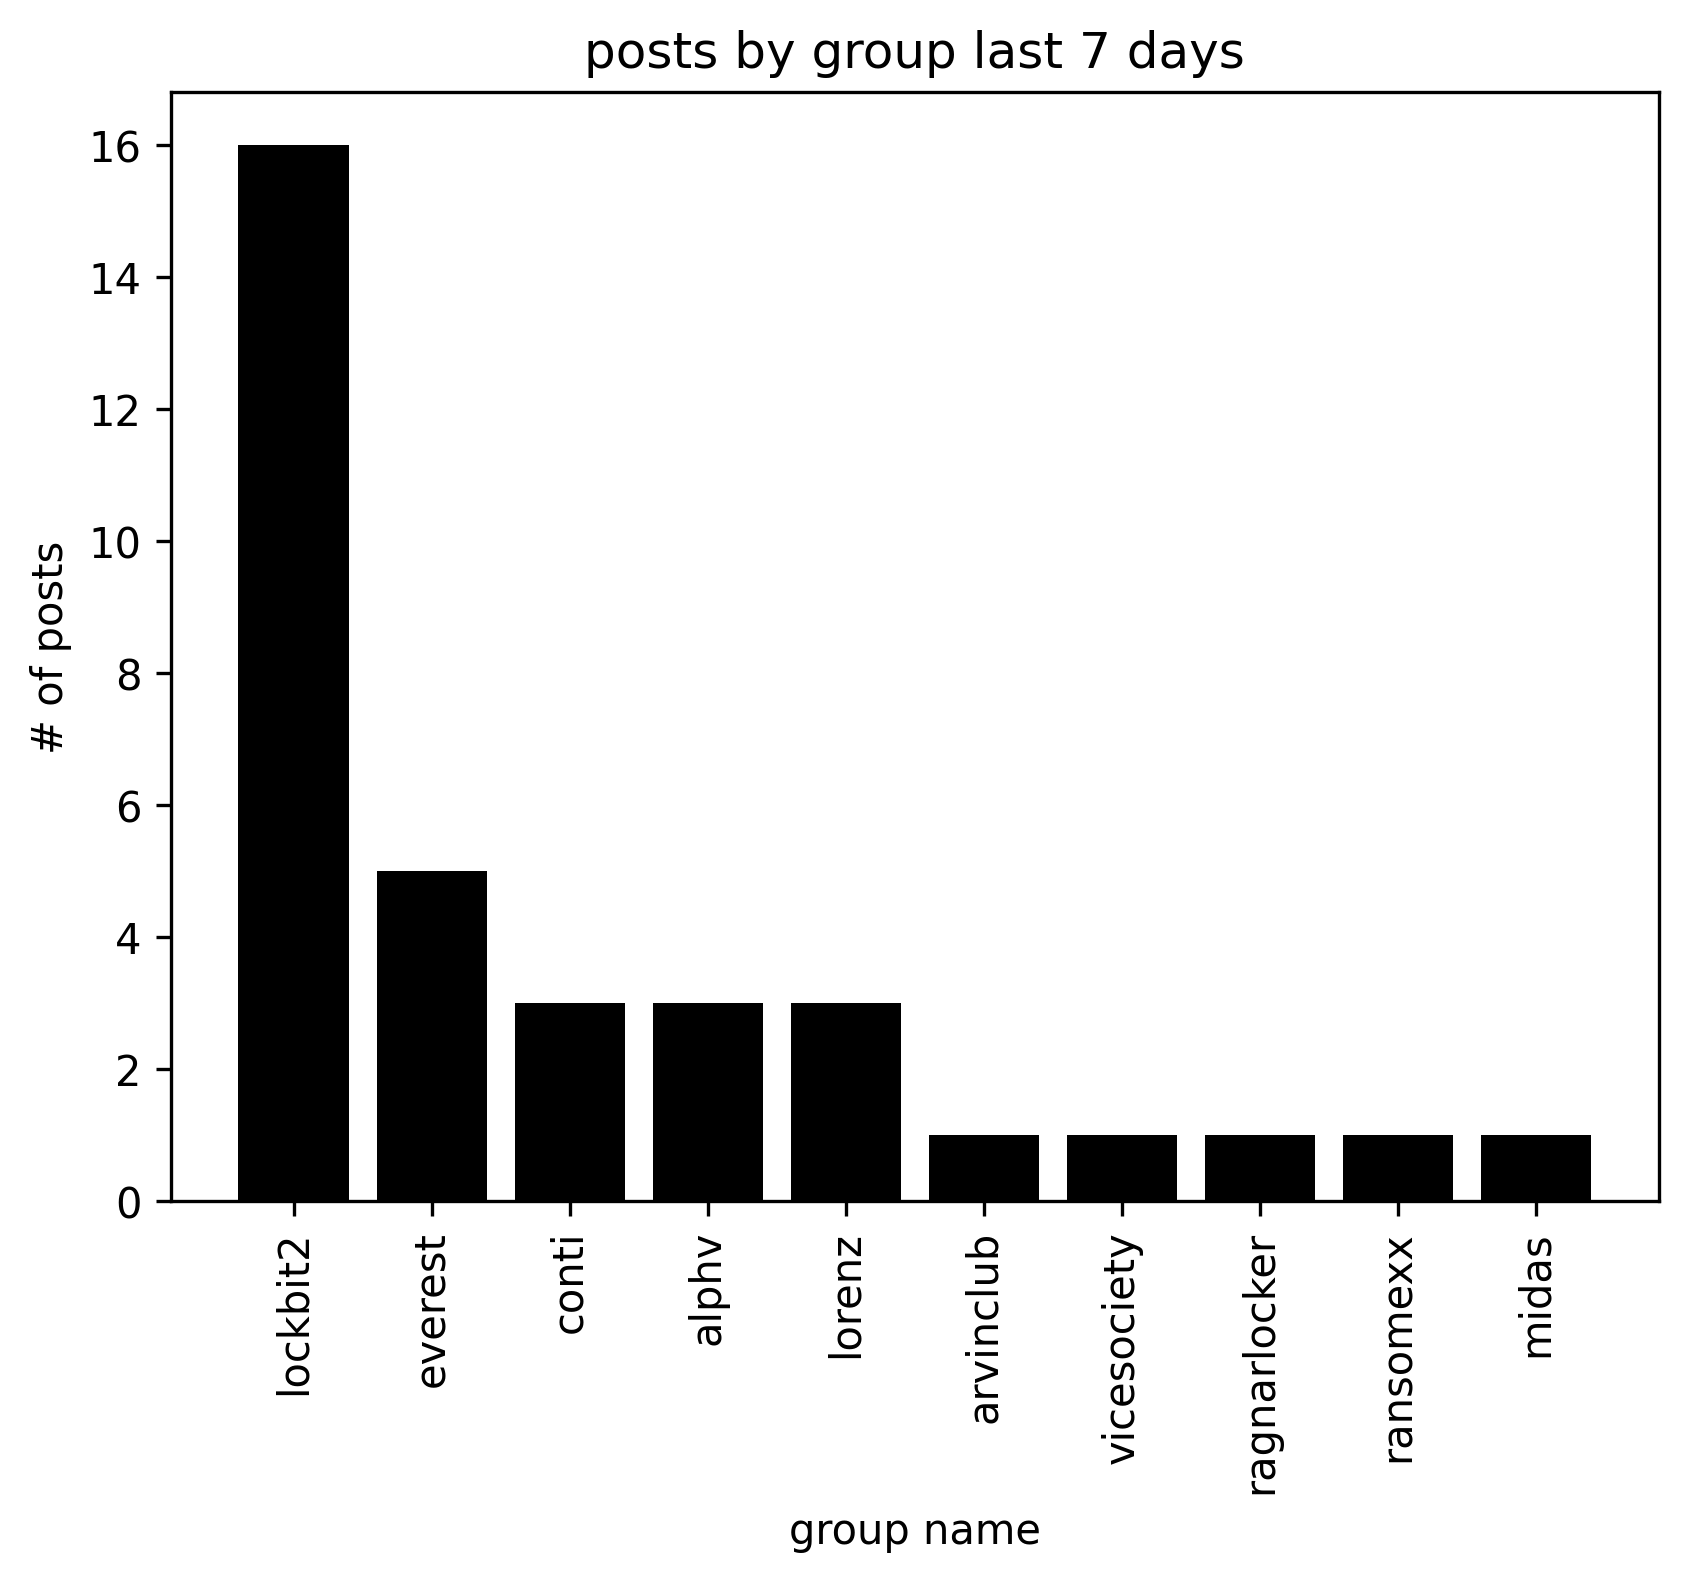 posts by group last 7 days
16
14
12
10
8
6
4
2
0
# of posts
lockbit2
everest
conti
alphv
lorenz
arvinclub
vicesociety
ragnarlocker
ransomexx
midas
group name